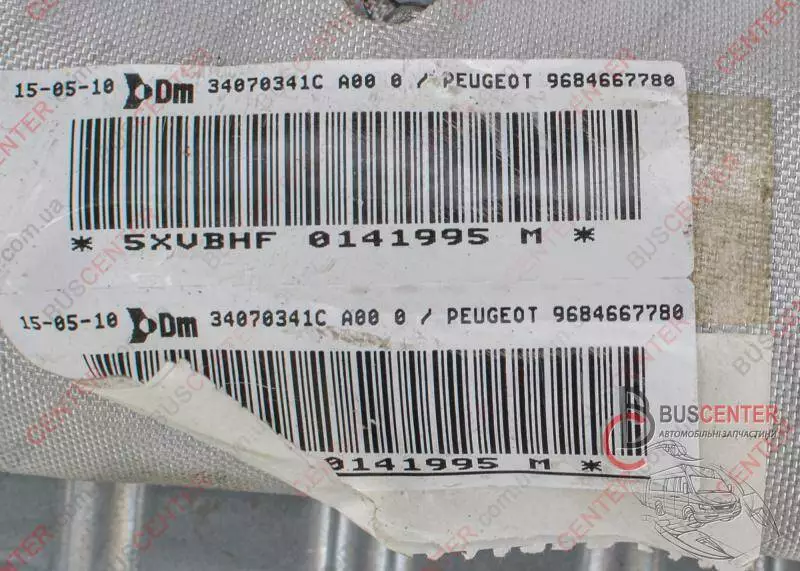 15-05-10 Dm 34070341C A00 0 / PEUGEOT 9684667780
* 5XVBHF 0141995 M *
15-05-10 Dm 34070341C A00 0 / PEUGEOT 9684667780
0141995 M *
BUSCENTER
АВТОМОБІЛЬНІ ЗАПЧАСТИНИ